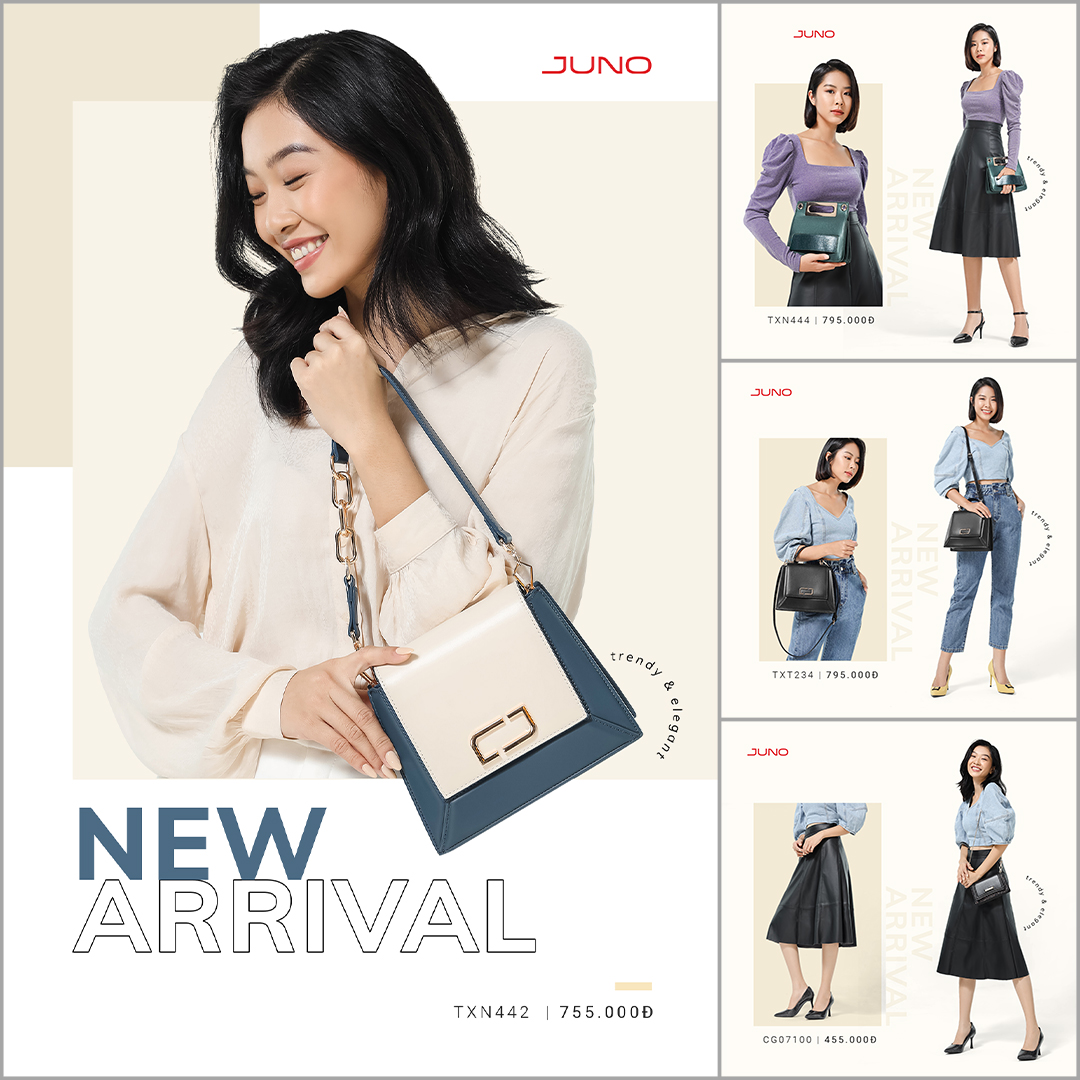 JUNO
trendy & elegant
NEW
ARRIVAL
TXN442 | 755.000Đ
JUNO
NEW
ARRIVAL
trendy & elegant
TXN444 | 795.000Đ
JUNO
NEW
ARRIVAL
trendy & elegant
TXT234 | 795.000Đ
JUNO
NEW
ARRIVAL
trendy & elegant
CG07100 | 455.000Đ